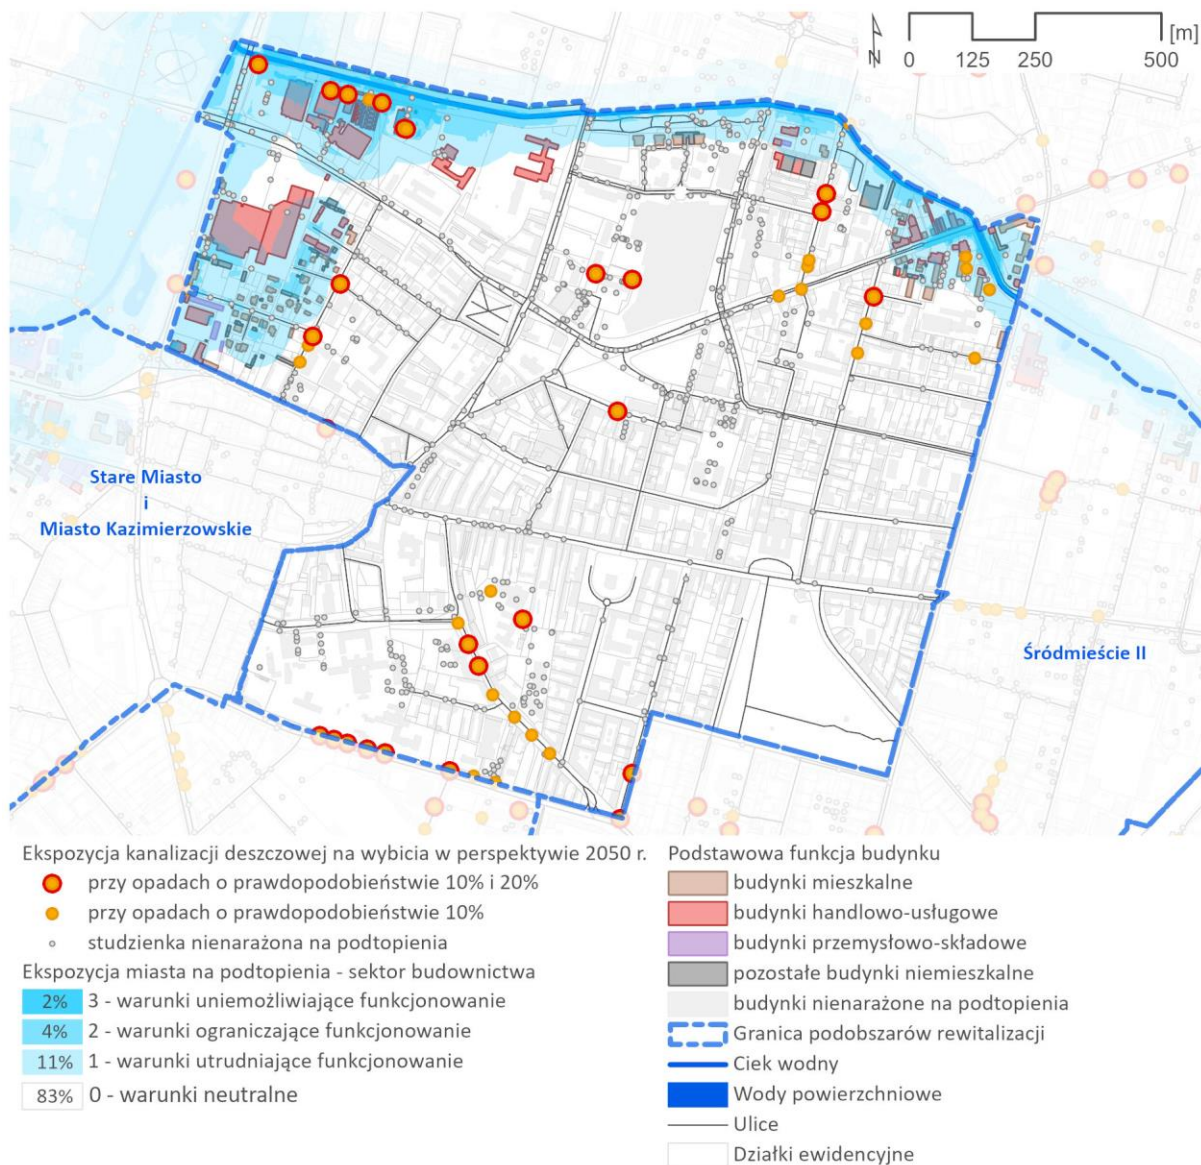 N
[m]
0 125 250 500
Stare Miasto
i
Miasto Kazimierzowskie
Śródmieście II
Ekspozycja kanalizacji deszczowej na wybicia w perspektywie 2050 r.
przy opadach o prawdopodobieństwie 10% i 20%
przy opadach o prawdopodobieństwie 10%
studzienka nienarażona na podtopienia
Ekspozycja miasta na podtopienia - sektor budownictwa
2% 3 - warunki uniemożliwiające funkcjonowanie
4% 2 - warunki ograniczające funkcjonowanie
11% 1 - warunki utrudniające funkcjonowanie
83% 0 - warunki neutralne
Podstawowa funkcja budynku
budynki mieszkalne
budynki handlowo-usługowe
budynki przemysłowo-składowe
pozostałe budynki niemieszkalne
budynki nienarażone na podtopienia
Granica podobszarów rewitalizacji
Ciek wodny
Wody powierzchniowe
Ulice
Działki ewidencyjne